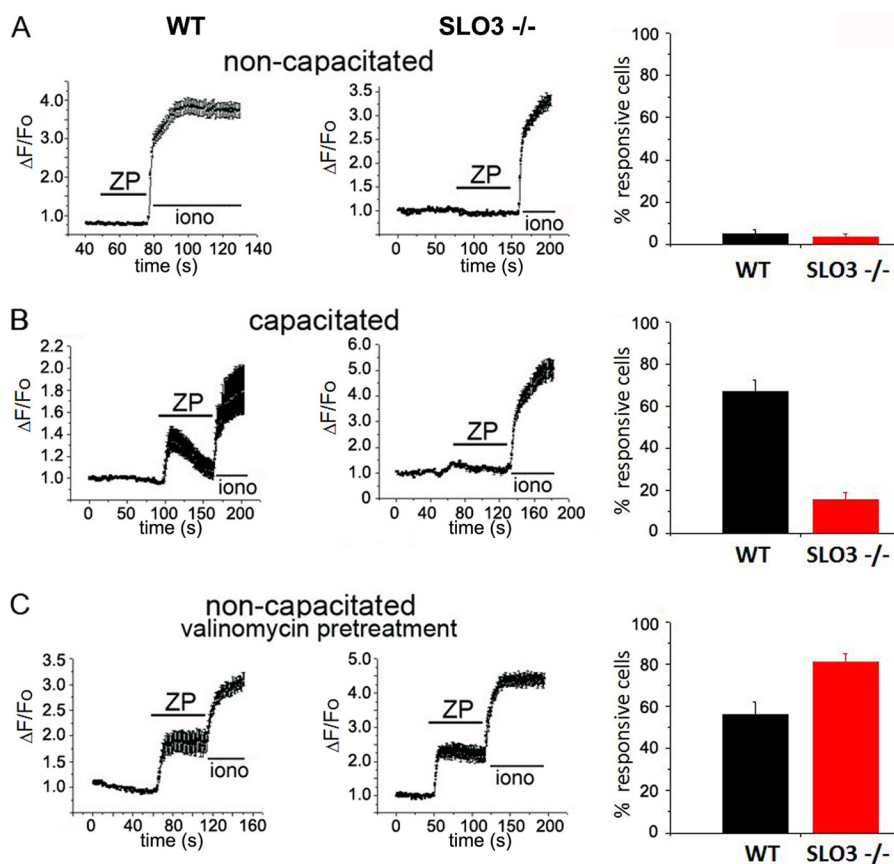 A WT SLO3 -/-
non-capacitated
ΔF/Fo
4.0
3.0
2.0
1.0
ZP
iono
40 60 80 100 120 140
time (s)
ΔF/Fo
3.5
3.0
2.5
2.0
1.5
1.0
0.5
ZP
iono
0 50 100 150 200
time (s)
% responsive cells
100
80
60
40
20
0
WT SLO3 -/-
B capacitated
ΔF/Fo
2.2
2.0
1.8
1.6
1.4
1.2
1.0
ZP
iono
0 50 100 150 200
time (s)
ΔF/Fo
6.0
5.0
4.0
3.0
2.0
1.0
0
ZP
iono
0 40 80 120 160 200
time (s)
% responsive cells
100
80
60
40
20
0
WT SLO3 -/-
C non-capacitated
valinomycin pretreatment
ΔF/Fo
3.5
3.0
2.5
2.0
1.5
1.0
ZP
iono
0 40 80 120 160
time (s)
ΔF/Fo
5.0
4.0
3.0
2.0
1.0
ZP
iono
0 50 100 150 200
time (s)
% responsive cells
100
80
60
40
20
0
WT SLO3 -/-